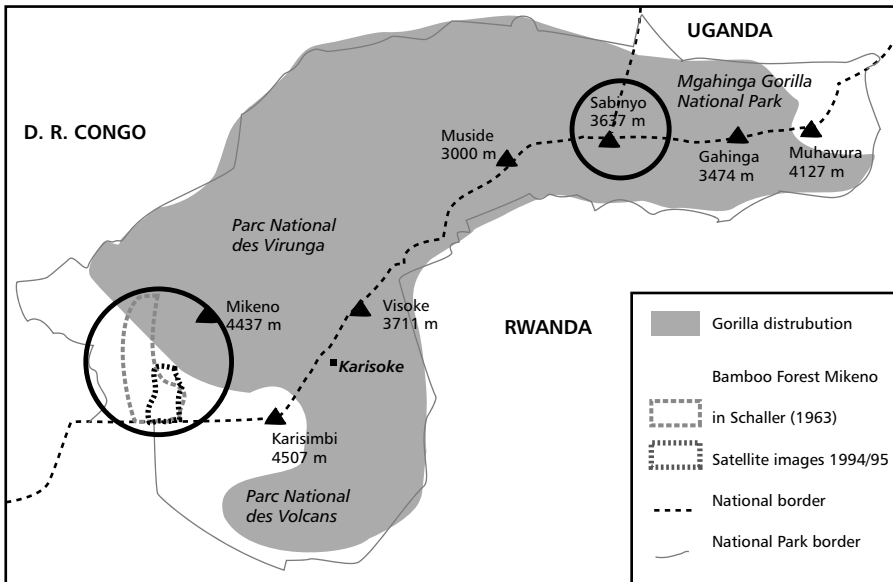 UGANDA
Mgahinga Gorilla
National Park
Sabinyo
3637 m
D. R. CONGO
Muside
3000 m
Gahinga
3474 m
Muhavura
4127 m
Parc National
des Virunga
Mikeno
4437 m
Visoke
3711 m
RWANDA
Karisoke
Karisimbi
4507 m
Parc National
des Volcans
Gorilla distrubution
Bamboo Forest Mikeno
in Schaller (1963)
Satellite images 1994/95
National border
National Park border